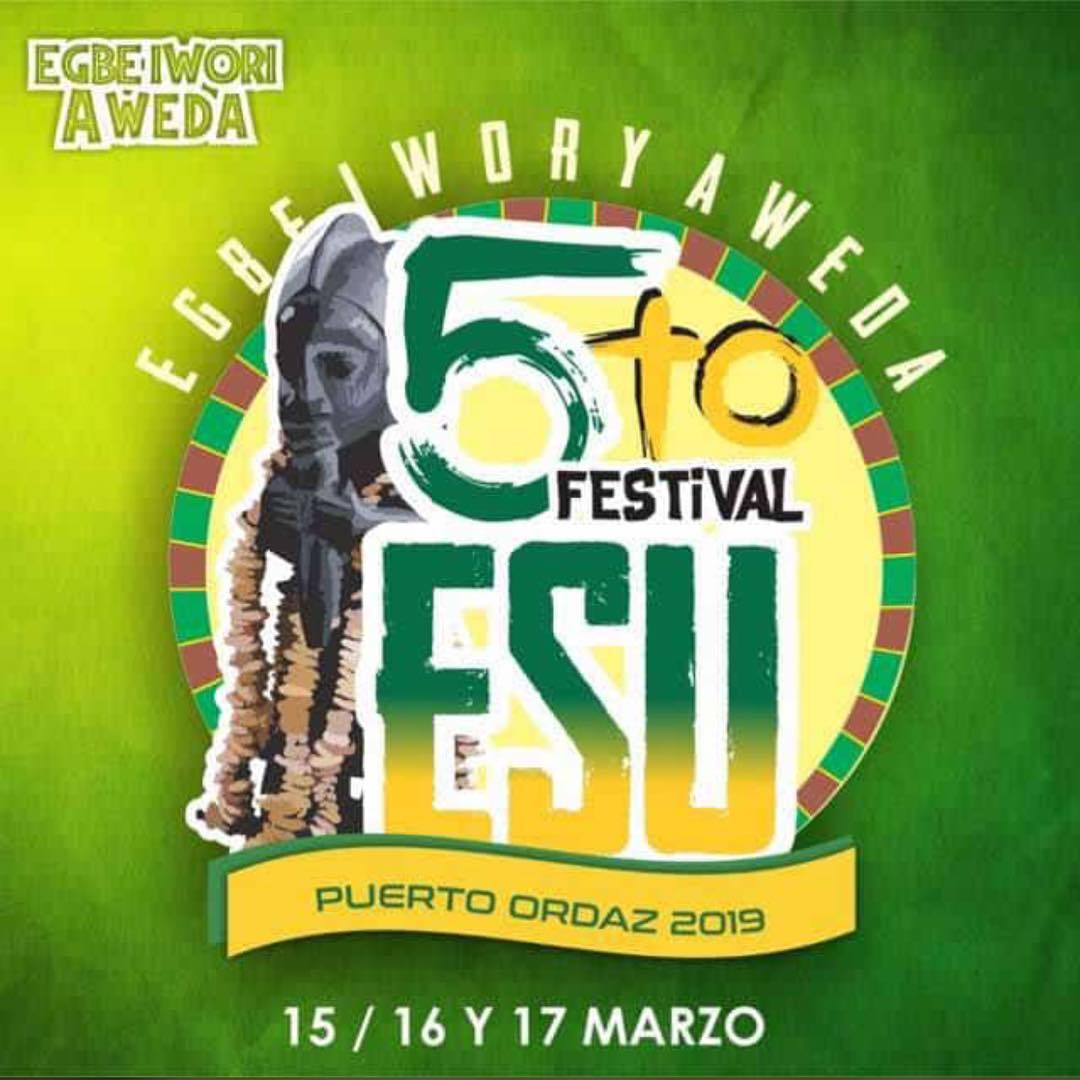 EGBE IWORI
AWEDA
EGBE IWORY AWEDA
5to
FESTiVAL
ESU
PUERTO ORDAZ 2019
15 / 16 Y 17 MARZO